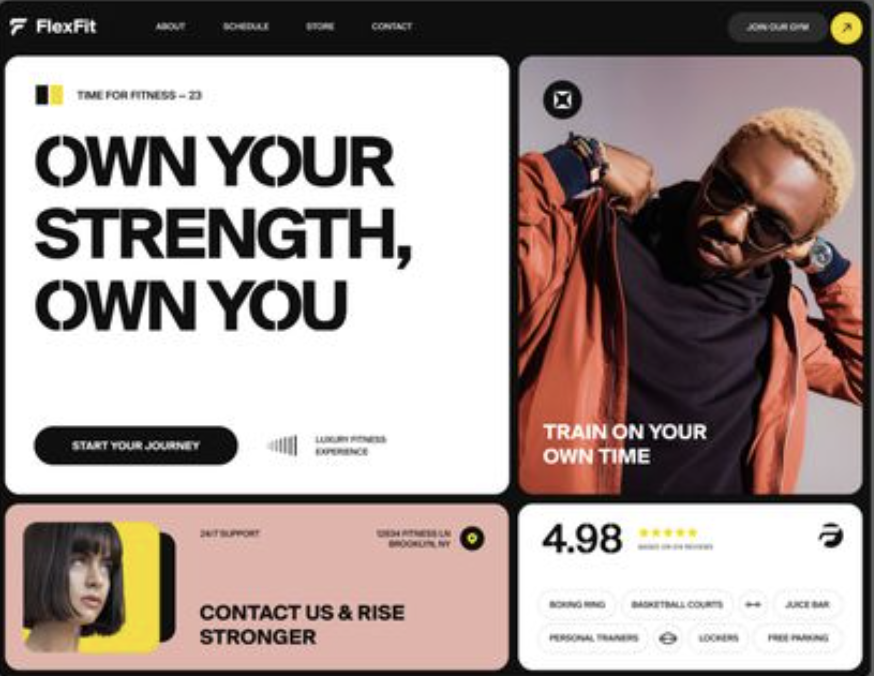 FlexFit
ABOUT
SCHEDULE
STORE
CONTACT
JOIN OUR GYM
TIME FOR FITNESS – 23
OWN YOUR
STRENGTH,
OWN YOU
START YOUR JOURNEY
LUXURY FITNESS
EXPERIENCE
TRAIN ON YOUR
OWN TIME
24/7 SUPPORT
FITNESS LN
BROOKLYN, NY
CONTACT US & RISE
STRONGER
4.98
BOXING RING
BASKETBALL COURTS
JUICE BAR
PERSONAL TRAINERS
LOCKERS
FREE PARKING